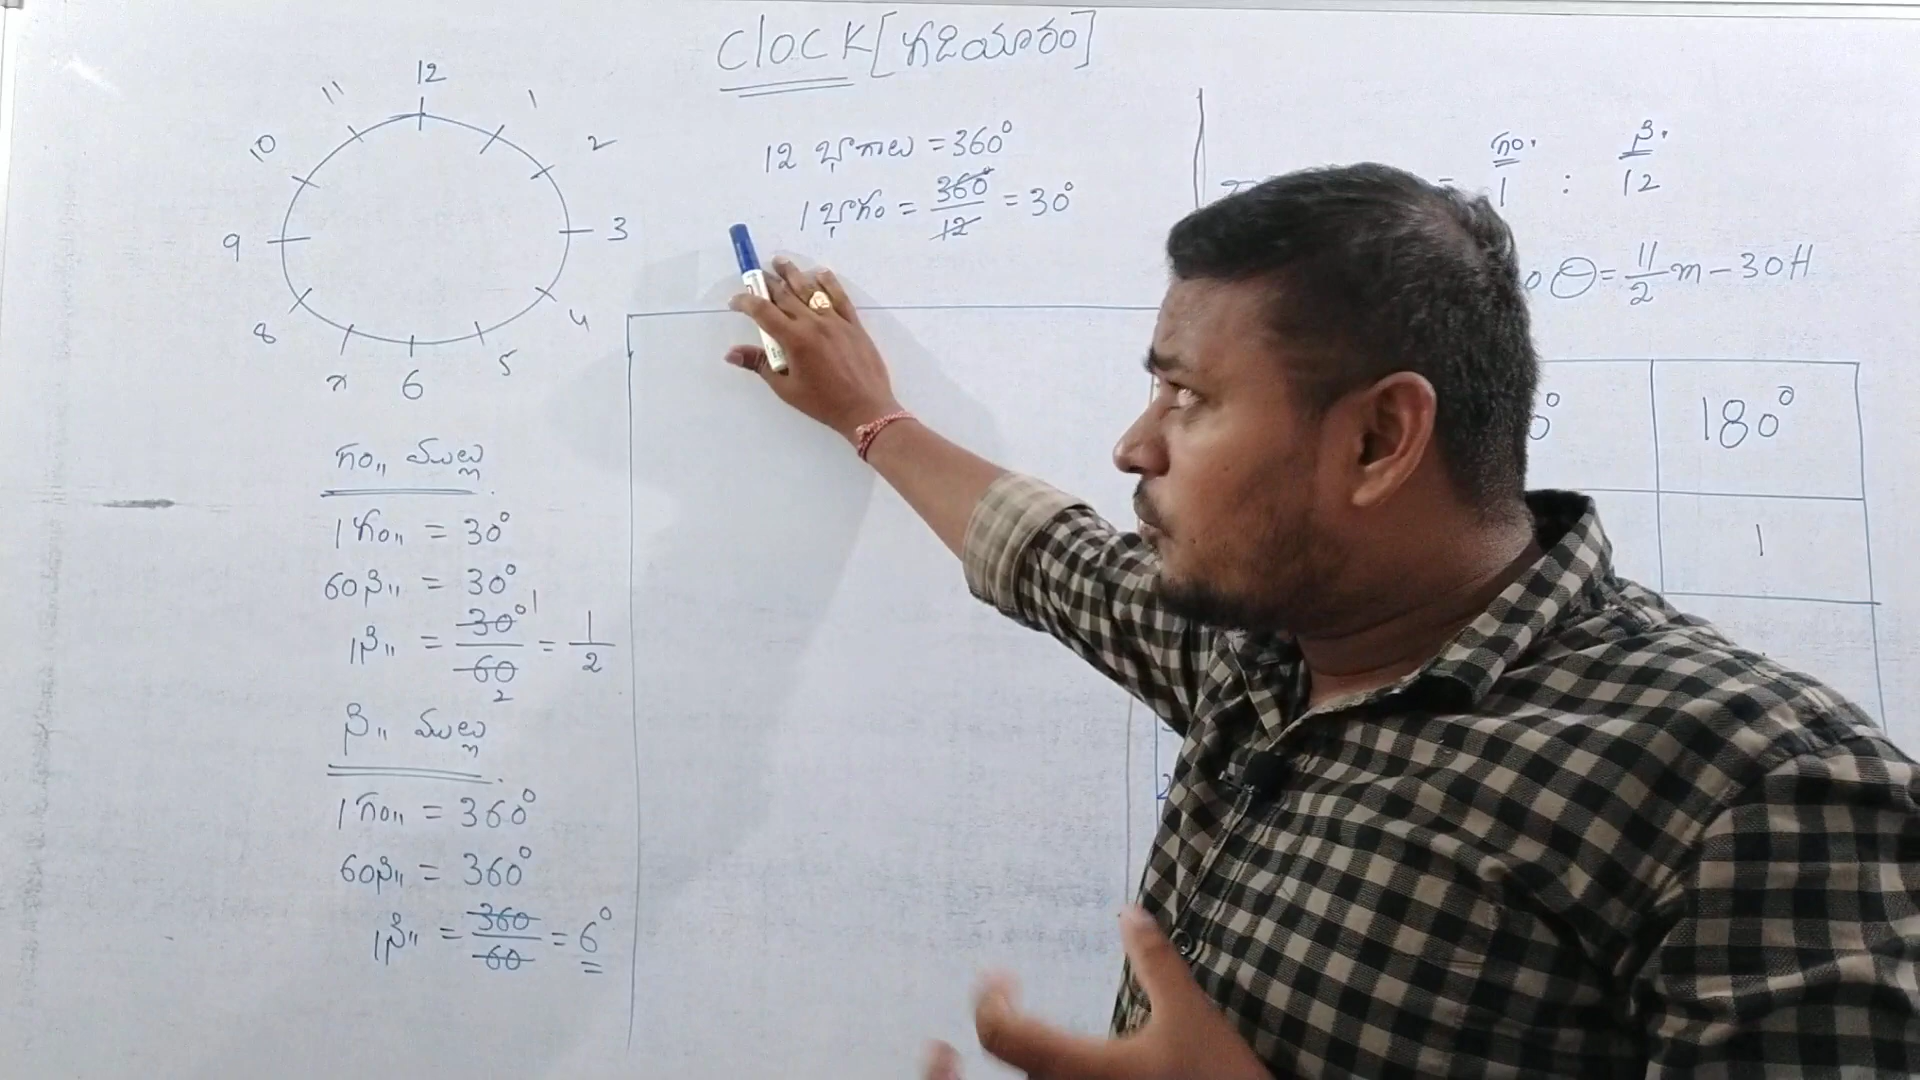 CLOCK [గడియారం]
12
11 1
10 2
9 3
8 4
7 6 5
12 భాగాలు = 360°
1 భాగం = 360°/12 = 30°
గం. ని.
= 1 : 12
θ = 11/2 m - 30H
180°
1
గం॥ ముల్లు
1 గం॥ = 30°
60ని॥ = 30°
1ని॥ = 30° 1/60 2 = 1/2
ని॥ ముల్లు
1 గం॥ = 360°
60ని॥ = 360°
1ని॥ = 360/60 = 6°